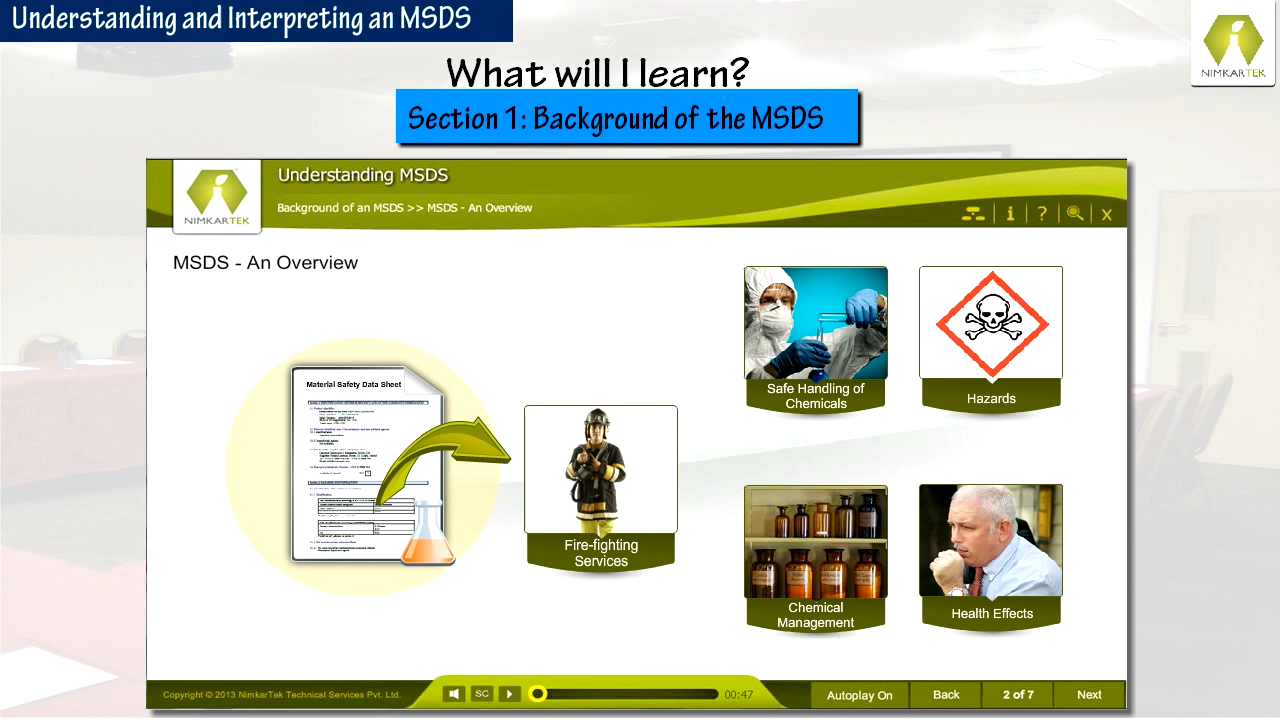 Understanding and Interpreting an MSDS
NIMKARTEK
What will I learn?
Section 1: Background of the MSDS
NIMKARTEK
Understanding MSDS
Background of an MSDS >> MSDS - An Overview
i
?
X
MSDS - An Overview
Material Safety Data Sheet
Fire-fighting
Services
Safe Handling of
Chemicals
Hazards
Chemical
Management
Health Effects
Copyright © 2013 NimkarTek Technical Services Pvt. Ltd.
SC
00:47
Autoplay On
Back
2 of 7
Next